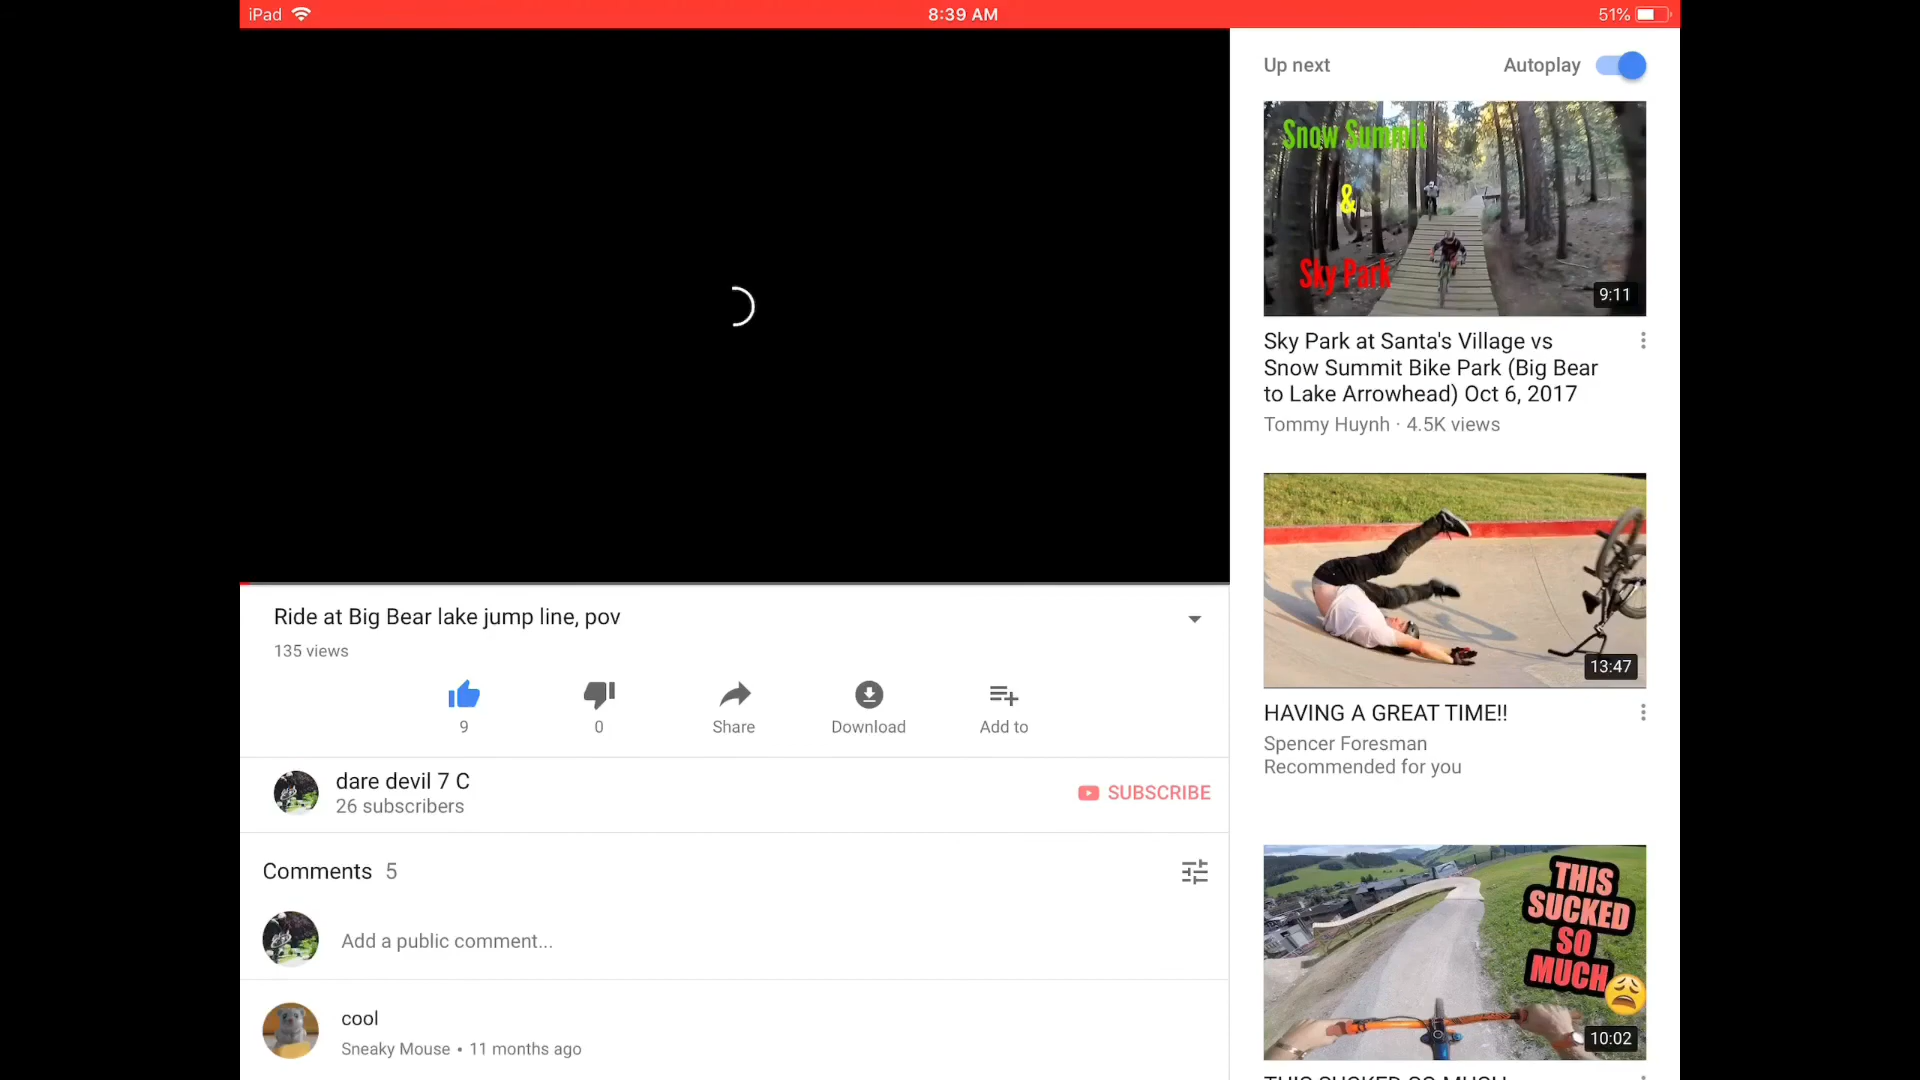 iPad
8:39 AM
51%
Up next
Autoplay
Snow Summit
&
Sky Park
9:11
Sky Park at Santa's Village vs
Snow Summit Bike Park (Big Bear
to Lake Arrowhead) Oct 6, 2017
Tommy Huynh · 4.5K views
13:47
HAVING A GREAT TIME!!
Spencer Foresman
Recommended for you
THIS
SUCKED
SO
MUCH
10:02
THIS SUCKED SO MUCH
Ride at Big Bear lake jump line, pov
135 views
9
0
Share
Download
Add to
dare devil 7 C
26 subscribers
SUBSCRIBE
Comments 5
Add a public comment...
cool
Sneaky Mouse • 11 months ago